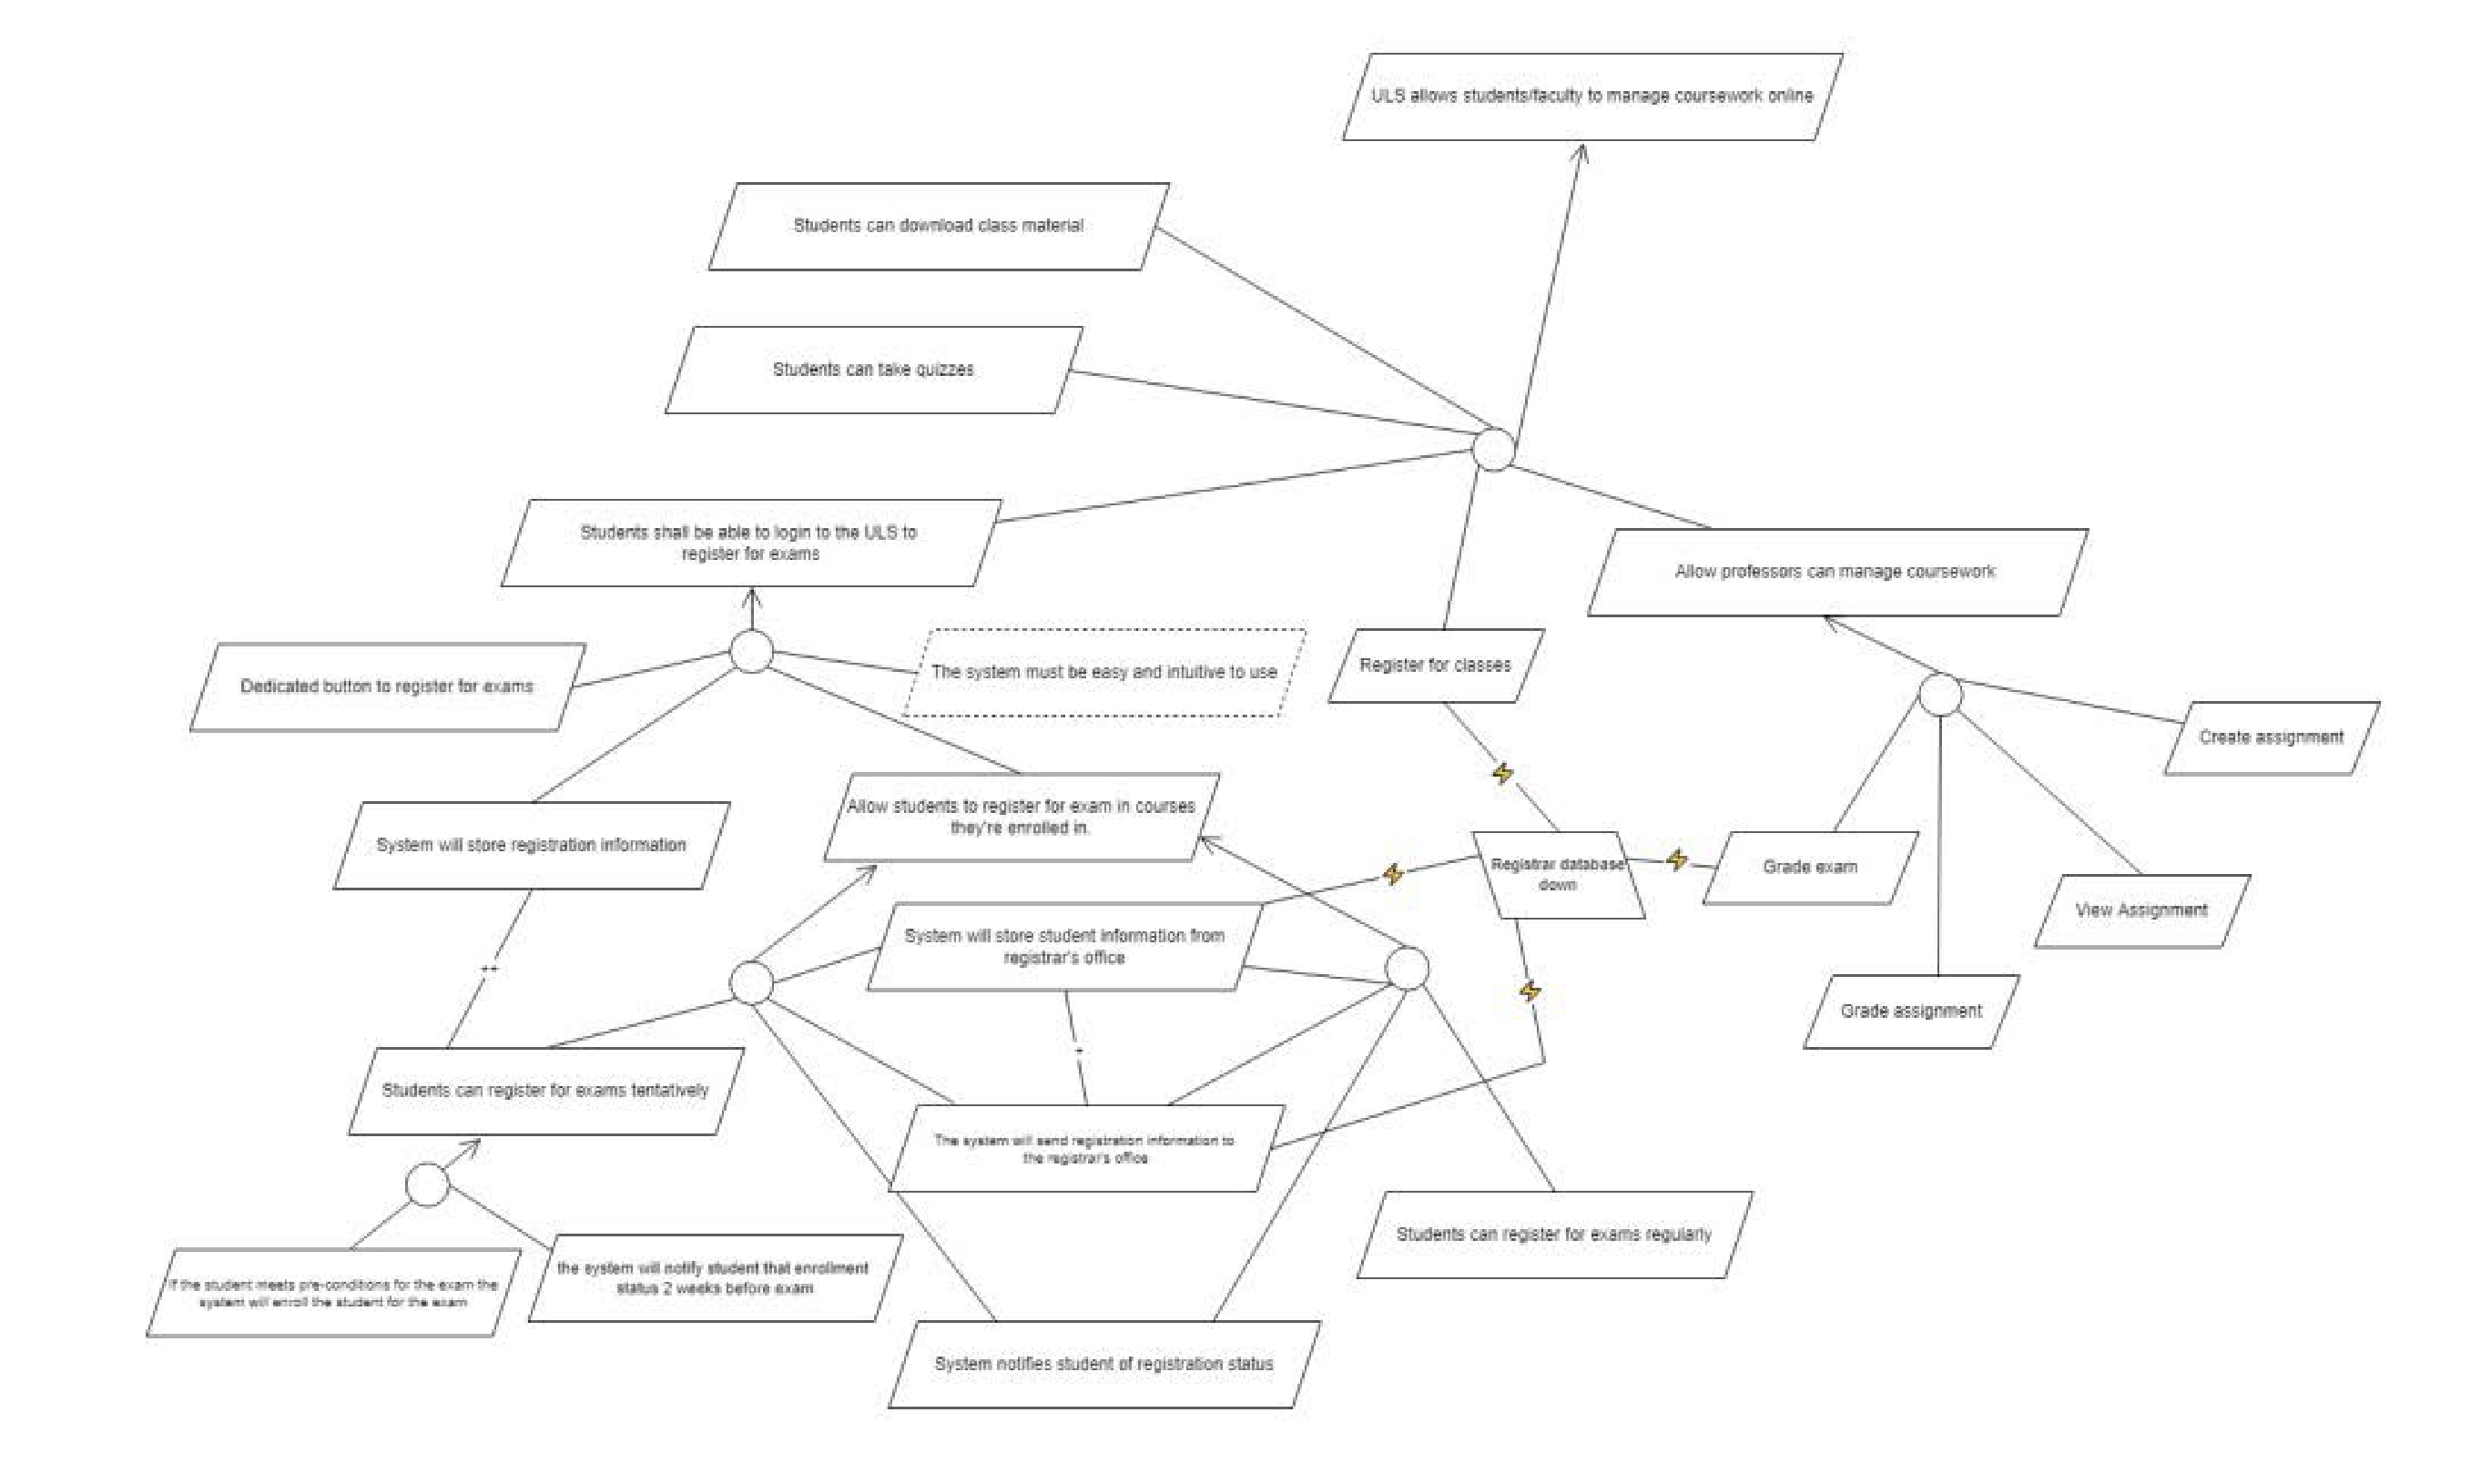 ULS allows students/faculty to manage coursework online
Students can download class material
Students can take quizzes
Students shall be able to login to the ULS to
register for exams
Allow professors can manage coursework
Dedicated button to register for exams
The system must be easy and intuitive to use
Register for classes
Create assignment
Allow students to register for exam in courses
they're enrolled in.
System will store registration information
Registrar database
down
Grade exam
View Assignment
System will store student information from
registrar's office
++
Grade assignment
+
Students can register for exams tentatively
The system will send registration information to
the registrar's office
Students can register for exams regularly
If the student meets pre-conditions for the exam the
system will enroll the student for the exam
the system will notify student that enrollment
status 2 weeks before exam
System notifies student of registration status